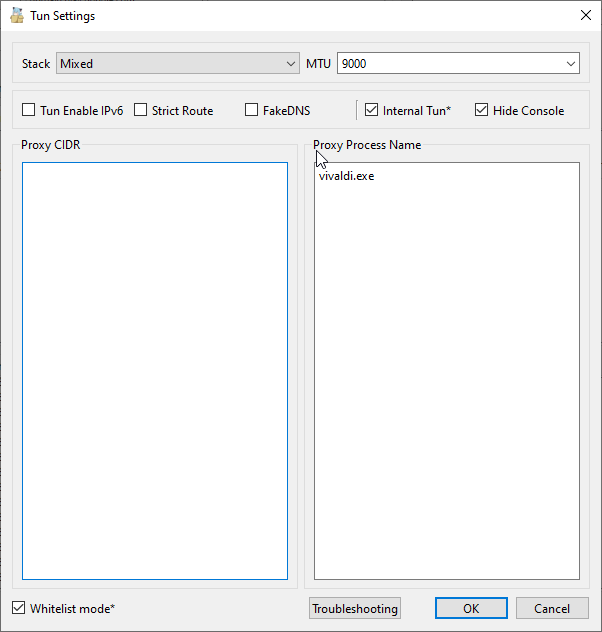 Tun Settings
Stack Mixed MTU 9000
Tun Enable IPv6 Strict Route FakeDNS Internal Tun* Hide Console
Proxy CIDR Proxy Process Name
vivaldi.exe
Whitelist mode* Troubleshooting OK Cancel